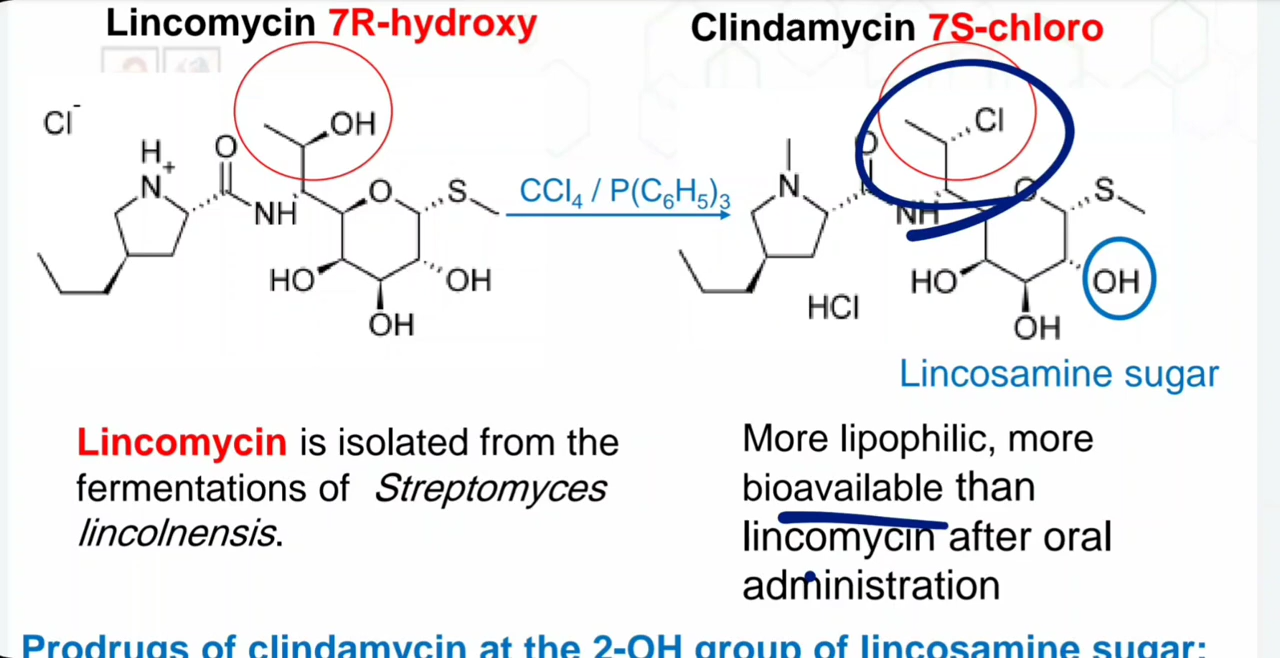 Lincomycin 7R-hydroxy
Clindamycin 7S-chloro
Cl-
OH
H
+
N
O
NH
O
S
HO
OH
OH
CCl4 / P(C6H5)3
Cl
N
O
NH
O
S
HO
OH
OH
HCl
Lincosamine sugar
Lincomycin is isolated from the
fermentations of Streptomyces
lincolnensis.
More lipophilic, more
bioavailable than
lincomycin after oral
administration
Prodrugs of clindamycin at the 2-OH group of lincosamine sugar: